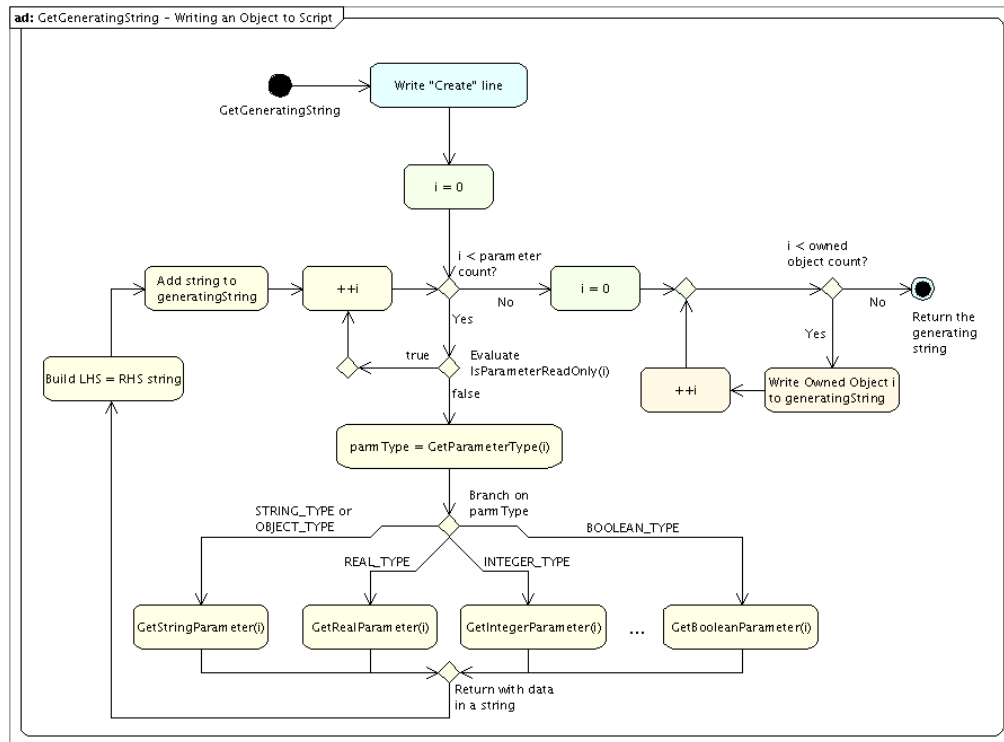 ad: GetGeneratingString - Writing an Object to Script
Write "Create" line
GetGeneratingString
i = 0
i < parameter
count?
i < owned
object count?
Add string to
generatingString
++i
No
i = 0
No
Return the
generating
string
Yes
Yes
true
Evaluate
IsParameterReadOnly(i)
false
Build LHS = RHS string
++i
Write Owned Object i
to generatingString
parmType = GetParameterType(i)
Branch on
parmType
STRING_TYPE or
OBJECT_TYPE
BOOLEAN_TYPE
REAL_TYPE
INTEGER_TYPE
GetStringParameter(i)
GetRealParameter(i)
GetIntegerParameter(i)
...
GetBooleanParameter(i)
Return with data
in a string